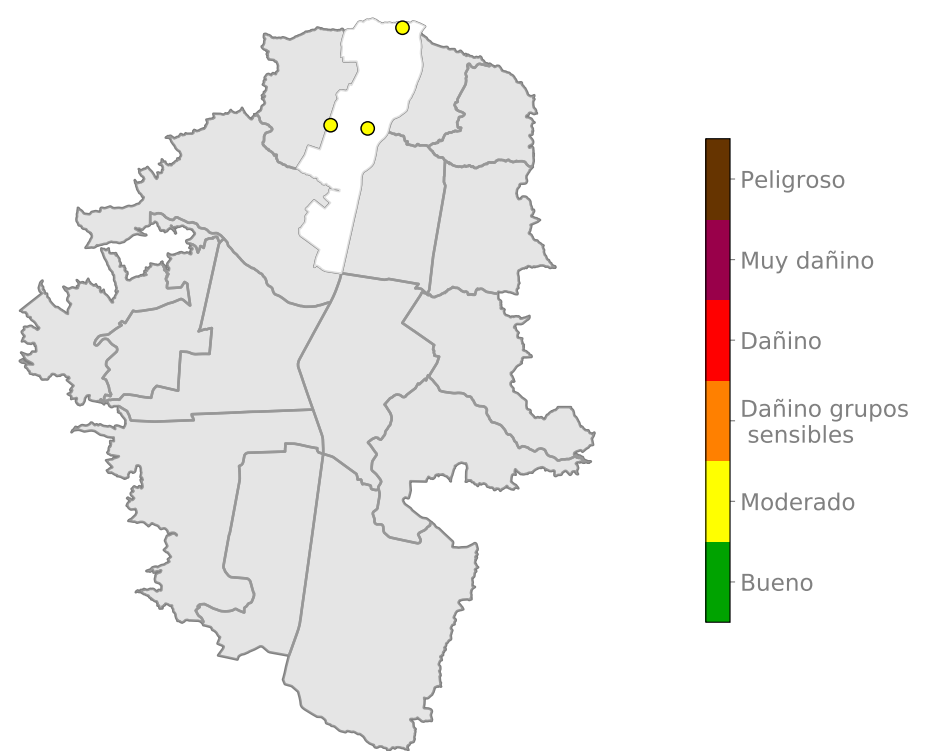 Peligroso
Muy dañino
Dañino
Dañino grupos
sensibles
Moderado
Bueno